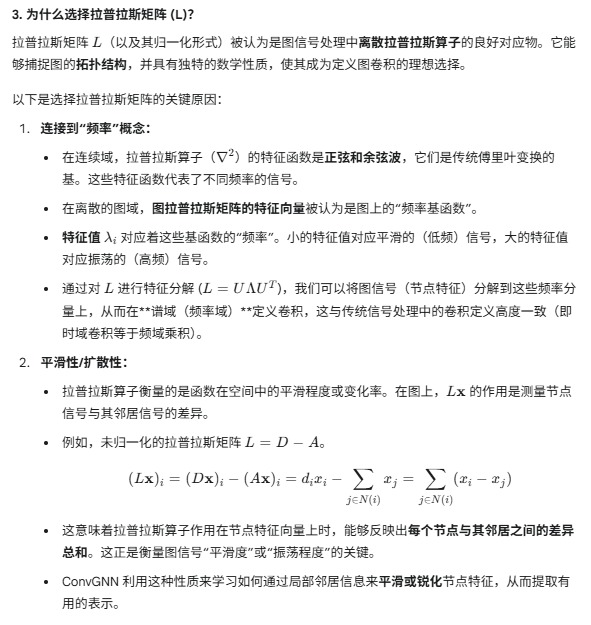 3. 为什么选择拉普拉斯矩阵 (L)?
拉普拉斯矩阵 L（以及其归一化形式）被认为是图信号处理中离散拉普拉斯算子的良好对应物。它能
够捕捉图的拓扑结构，并具有独特的数学性质，使其成为定义图卷积的理想选择。
以下是选择拉普拉斯矩阵的关键原因：
1. 连接到“频率”概念：
• 在连续域，拉普拉斯算子（∇²）的特征函数是正弦和余弦波，它们是传统傅里叶变换的
基。这些特征函数代表了不同频率的信号。
• 在离散的图域，图拉普拉斯矩阵的特征向量被认为是图上的“频率基函数”。
• 特征值 λᵢ 对应着这些基函数的“频率”。小的特征值对应平滑的（低频）信号，大的特征值
对应振荡的（高频）信号。
• 通过对 L 进行特征分解 (L = UΛUᵀ)，我们可以将图信号（节点特征）分解到这些频率分
量上，从而在**谱域（频率域）**定义卷积，这与传统信号处理中的卷积定义高度一致（即
时域卷积等于频域乘积）。
2. 平滑性/扩散性：
• 拉普拉斯算子衡量的是函数在空间中的平滑程度或变化率。在图上，Lx 的作用是测量节点
信号与其邻居信号的差异。
• 例如，未归一化的拉普拉斯矩阵 L = D − A。
(Lx)ᵢ = (Dx)ᵢ − (Ax)ᵢ = dᵢxᵢ − ∑_{j∈N(i)} xⱼ = ∑_{j∈N(i)} (xᵢ − xⱼ)
• 这意味着拉普拉斯算子作用在节点特征向量上时，能够反映出每个节点与其邻居之间的差异
总和。这正是衡量图信号“平滑度”或“振荡程度”的关键。
• ConvGNN 利用这种性质来学习如何通过局部邻居信息来平滑或锐化节点特征，从而提取有
用的表示。